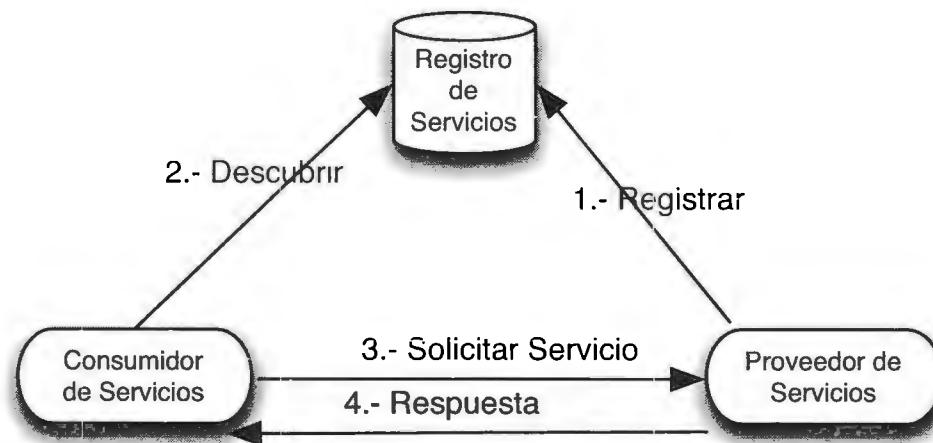 Registro
de
Servicios
2.- Descubrir
1.- Registrar
Consumidor
de Servicios
3.- Solicitar Servicio
4.- Respuesta
Proveedor de
Servicios